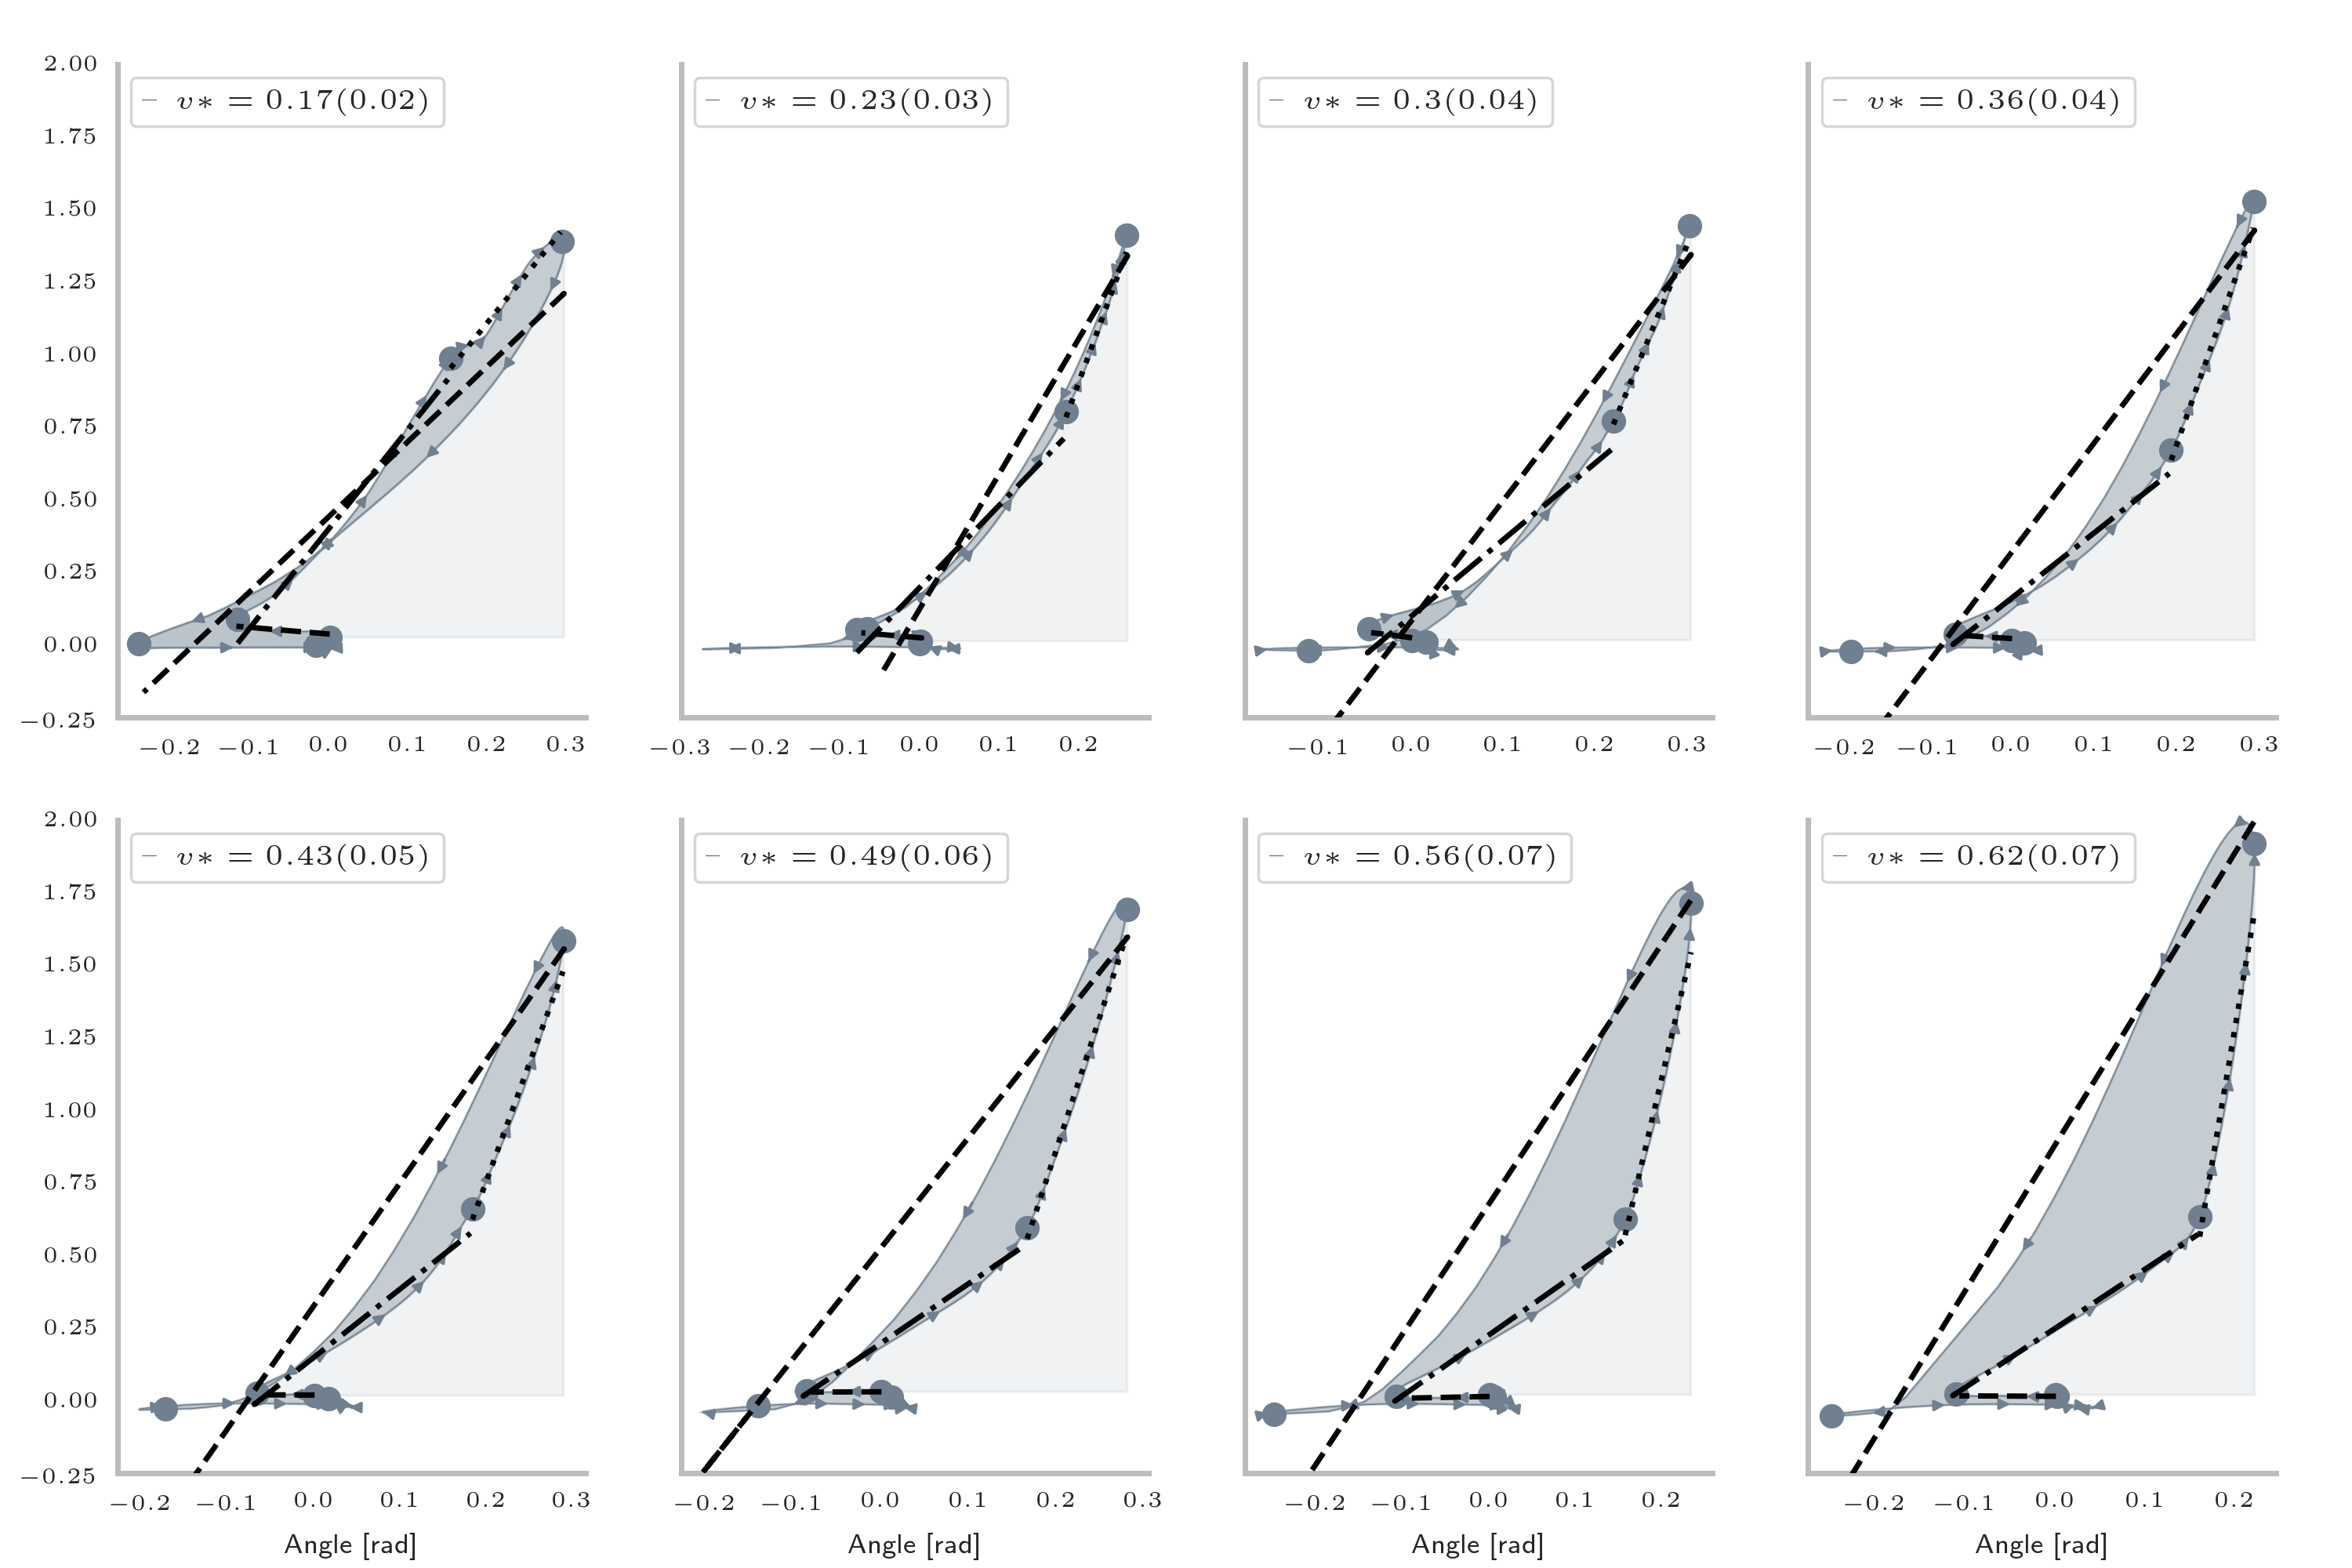 2.00
1.75
1.50
1.25
1.00
0.75
0.50
0.25
0.00
−0.25
v∗ = 0.17(0.02)
−0.2 −0.1 0.0 0.1 0.2 0.3
v∗ = 0.23(0.03)
−0.3 −0.2 −0.1 0.0 0.1 0.2
v∗ = 0.3(0.04)
−0.1 0.0 0.1 0.2 0.3
v∗ = 0.36(0.04)
−0.2 −0.1 0.0 0.1 0.2 0.3
2.00
1.75
1.50
1.25
1.00
0.75
0.50
0.25
0.00
−0.25
v∗ = 0.43(0.05)
−0.2 −0.1 0.0 0.1 0.2 0.3
Angle [rad]
v∗ = 0.49(0.06)
−0.2 −0.1 0.0 0.1 0.2 0.3
Angle [rad]
v∗ = 0.56(0.07)
−0.2 −0.1 0.0 0.1 0.2
Angle [rad]
v∗ = 0.62(0.07)
−0.2 −0.1 0.0 0.1 0.2
Angle [rad]